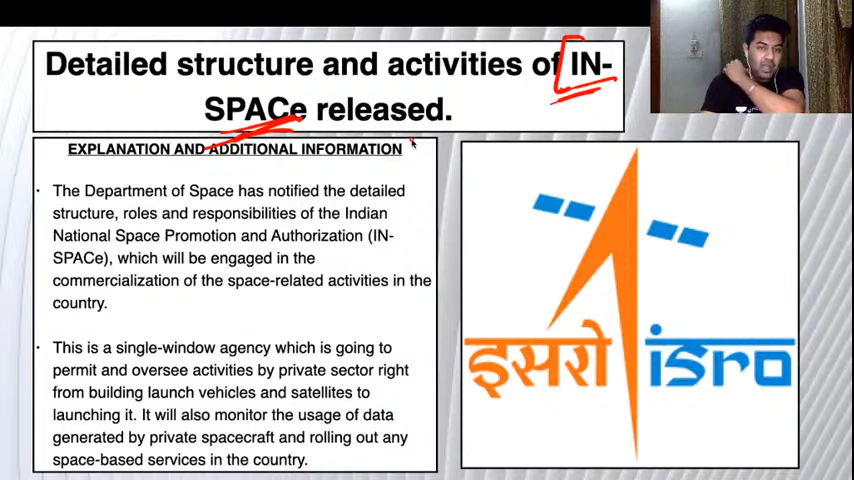 Detailed structure and activities of IN-
SPACe released.
EXPLANATION AND ADDITIONAL INFORMATION
• The Department of Space has notified the detailed
structure, roles and responsibilities of the Indian
National Space Promotion and Authorization (IN-
SPACe), which will be engaged in the
commercialization of the space-related activities in the
country.
• This is a single-window agency which is going to
permit and oversee activities by private sector right
from building launch vehicles and satellites to
launching it. It will also monitor the usage of data
generated by private spacecraft and rolling out any
space-based services in the country.
इसरो isro